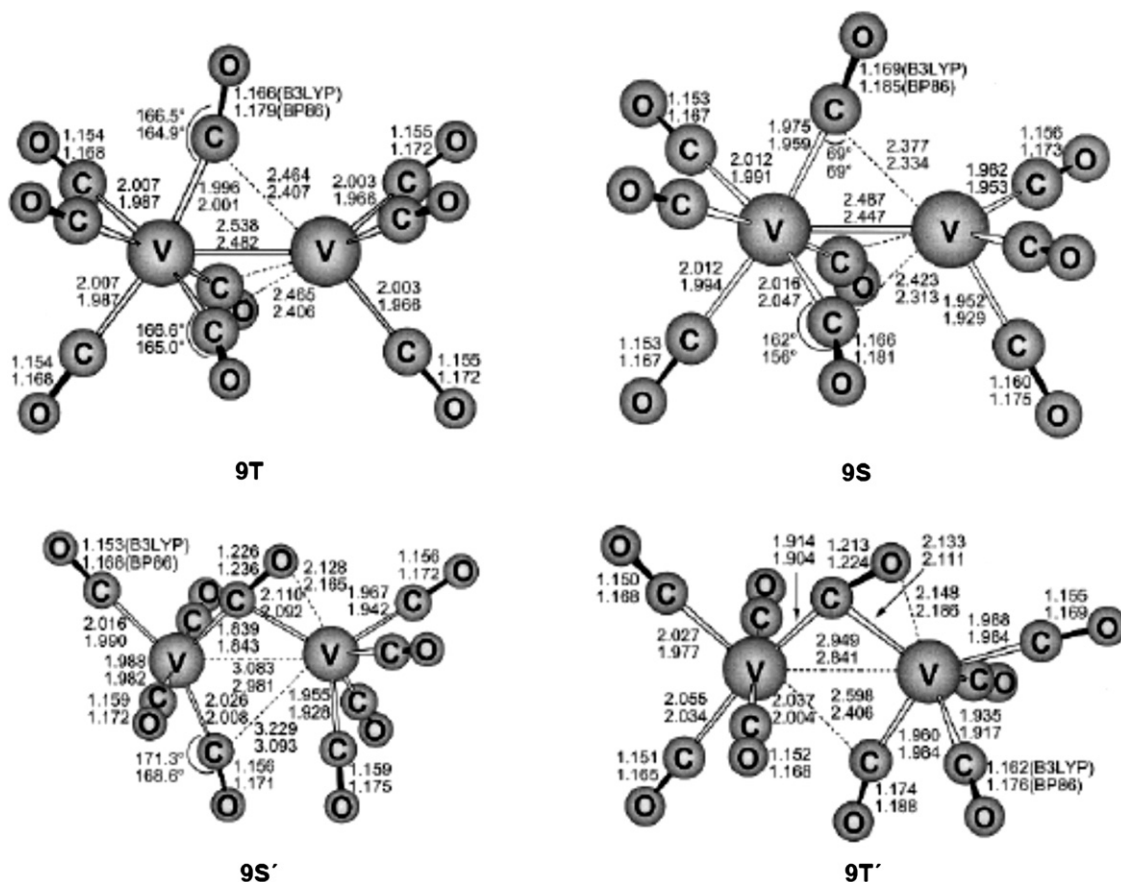 O
1.166(B3LYP)
1.179(BP86)
166.5°
164.9°
C
O
1.154
1.168
C
O
C
2.007
1.987
1.996
2.001
2.464
2.407
2.003
1.966
1.155
1.172
O
C
C
O
V
2.538
2.482
V
2.007
1.987
C
O
2.465
2.406
2.003
1.966
166.6°
165.0°
C
O
1.154
1.168
C
O
C
O
1.155
1.172
9T
O
1.169(B3LYP)
1.185(BP86)
C
1.153
1.167
O
C
1.975
1.959
69°
69°
2.377
2.334
1.156
1.173
O
2.012
1.991
O
C
2.487
2.447
1.962
1.953
C
V
V
C
O
2.012
1.994
2.016
2.047
C
O
2.423
2.313
1.952
1.929
162°
156°
C
1.166
1.181
O
1.153
1.167
C
O
C
O
1.160
1.175
9S
O
1.153(B3LYP)
1.166(BP86)
C
1.226
1.236
O
O
C
C
2.128
2.165
2.110
2.092
1.967
1.942
1.156
1.172
C
O
2.016
1.990
1.839
1.843
V
3.083
2.981
V
C
O
1.988
1.982
1.159
1.172
C
O
2.026
2.008
1.955
1.928
C
O
3.229
3.093
171.3°
168.6°
C
1.156
1.171
O
C
1.159
1.175
O
9S´
O
1.150
1.168
C
O
C
1.914
1.904
1.213
1.224
O
2.133
2.111
C
2.148
2.186
1.988
1.984
1.155
1.169
C
O
2.027
1.977
V
2.949
2.841
V
C
O
2.055
2.034
2.037
2.004
2.598
2.406
1.935
1.917
C
O
1.151
1.165
C
O
1.152
1.168
1.960
1.984
C
O
1.174
1.188
C
O
1.162(B3LYP)
1.176(BP86)
9T´